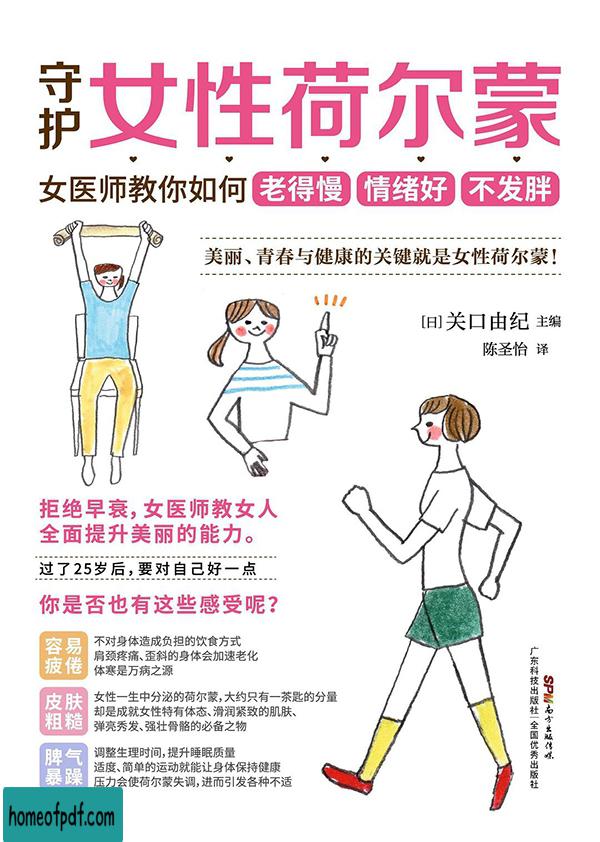 守护
女性荷尔蒙
女医师教你如何 老得慢 情绪好 不发胖
美丽、青春与健康的关键就是女性荷尔蒙！
［日］关口由纪 主编
陈圣怡 译
拒绝早衰，女医师教女人
全面提升美丽的能力。
过了25岁后，要对自己好一点
你是否也有这些感受呢？
容易
疲倦
不对身体造成负担的饮食方式
肩颈疼痛、歪斜的身体会加速老化
体寒是万病之源
皮肤
粗糙
女性一生中分泌的荷尔蒙，大约只有一茶匙的分量
却是成就女性特有体态、滑润紧致的肌肤、
弹亮秀发、强壮骨骼的必备之物
脾气
暴躁
调整生理时间，提升睡眠质量
适度、简单的运动就能让身体保持健康
压力会使荷尔蒙失调，进而引发各种不适
SPM 南方出版传媒
广东科技出版社|全国优秀出版社
homeofpdf.com